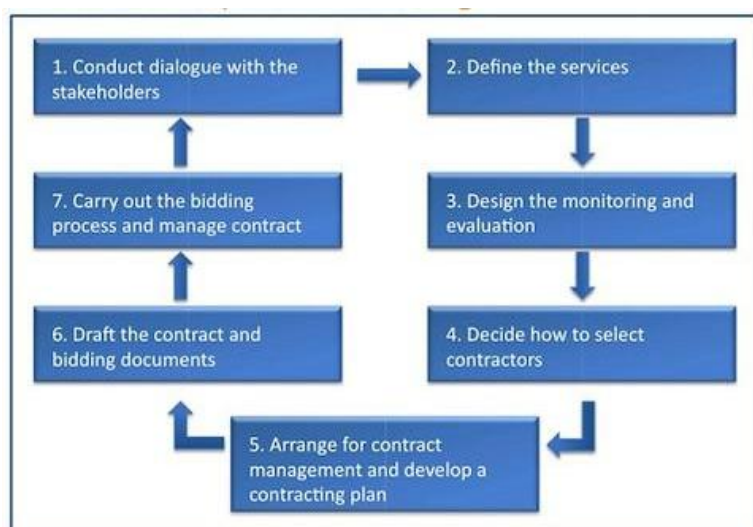 1. Conduct dialogue with the
stakeholders
2. Define the services
3. Design the monitoring and
evaluation
4. Decide how to select
contractors
5. Arrange for contract
management and develop a
contracting plan
6. Draft the contract and
bidding documents
7. Carry out the bidding
process and manage contract